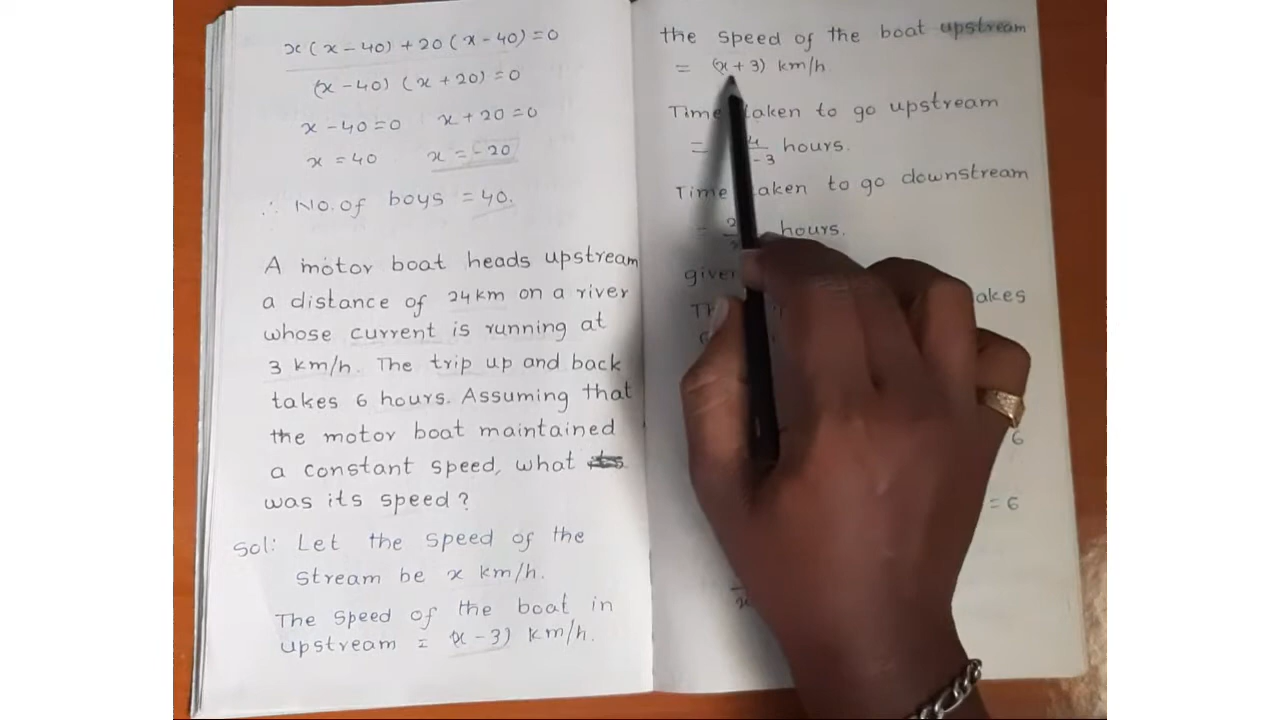 x(x-40)+20(x-40)=0
(x-40) (x+20)=0
x-40=0 x+20=0
x=40 x=-20
∴ No. of boys = 40.
A motor boat heads upstream
a distance of 24km on a river
whose current is running at
3 km/h. The trip up and back
takes 6 hours. Assuming that
the motor boat maintained
a constant speed, what
was its speed?
Sol: Let the speed of the
stream be x km/h.
The speed of the boat in
upstream = (x-3) km/h.
the speed of the boat upstream
= (x+3) km/h
Time taken to go upstream
= hours.
Time taken to go downstream
= hours.
6
= 6